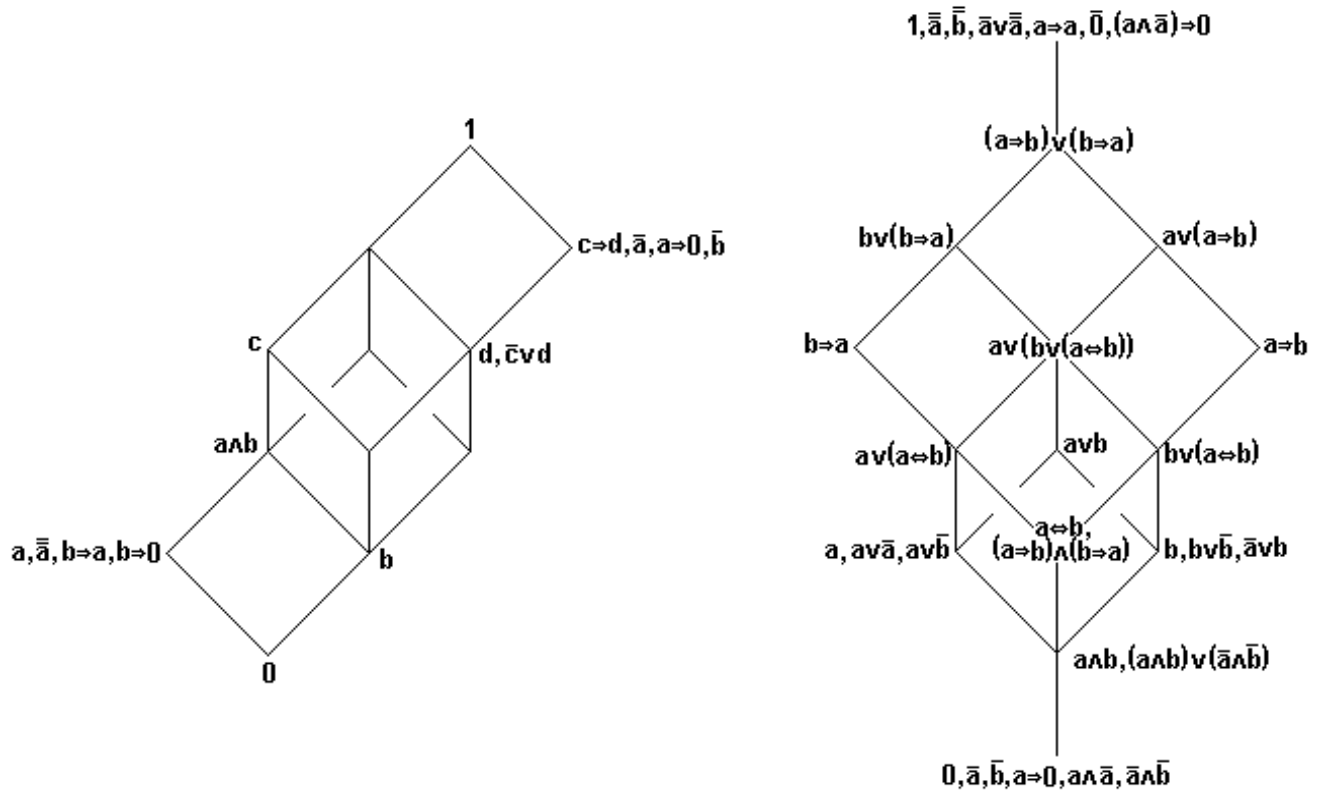 1
c⇒d,a̅,a⇒0,b̅
c
d,c̅∨d
a∧b
a,a̿,b⇒a,b⇒0
b
0
1,a̿,b̿,a̅∨a̿,a⇒a,0̅,(a∧a̅)⇒0
(a⇒b)∨(b⇒a)
b∨(b⇒a)
a∨(a⇒b)
b⇒a
a∨(b∨(a⇔b))
a⇒b
a∨(a⇔b)
a∨b
b∨(a⇔b)
a,a∨a̅,a∨b̅
a⇔b,
(a⇒b)∧(b⇒a)
b,b∨b̅,a̅∨b
a∧b,(a∧b)∨(a̅∧b̅)
0,a̅,b̅,a⇒0,a∧a̅,a̅∧b̅